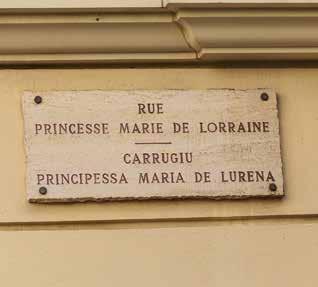 RUE
PRINCESSE MARIE DE LORRAINE
CARRUGIU
PRINCIPESSA MARIA DE LURENA